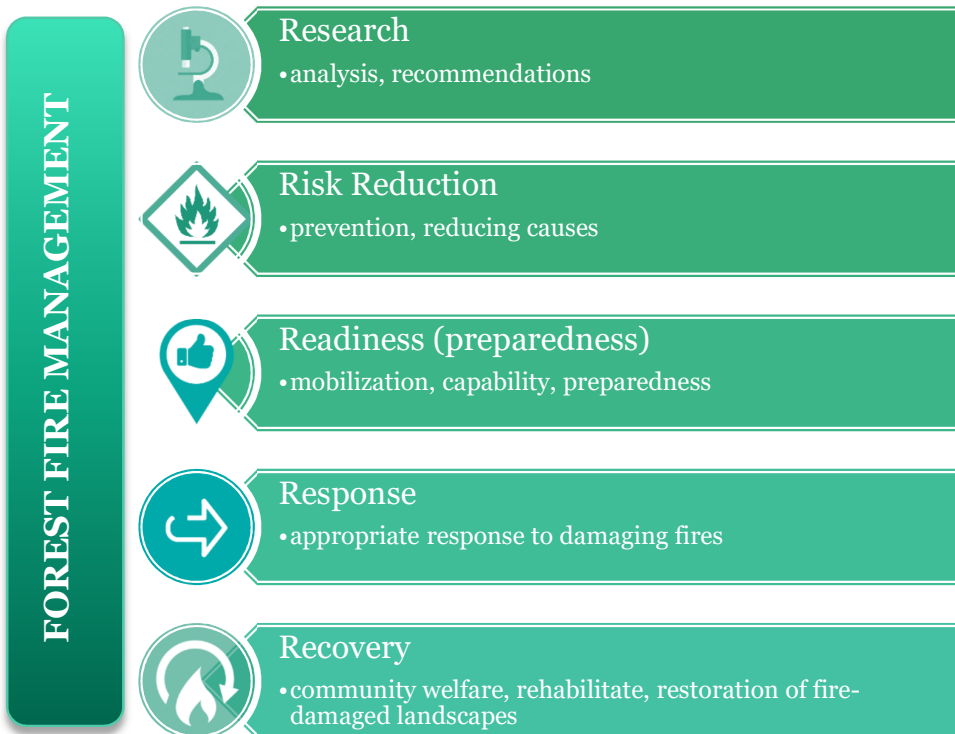 FOREST FIRE MANAGEMENT
Research
•analysis, recommendations
Risk Reduction
•prevention, reducing causes
Readiness (preparedness)
•mobilization, capability, preparedness
Response
•appropriate response to damaging fires
Recovery
•community welfare, rehabilitate, restoration of fire-
damaged landscapes